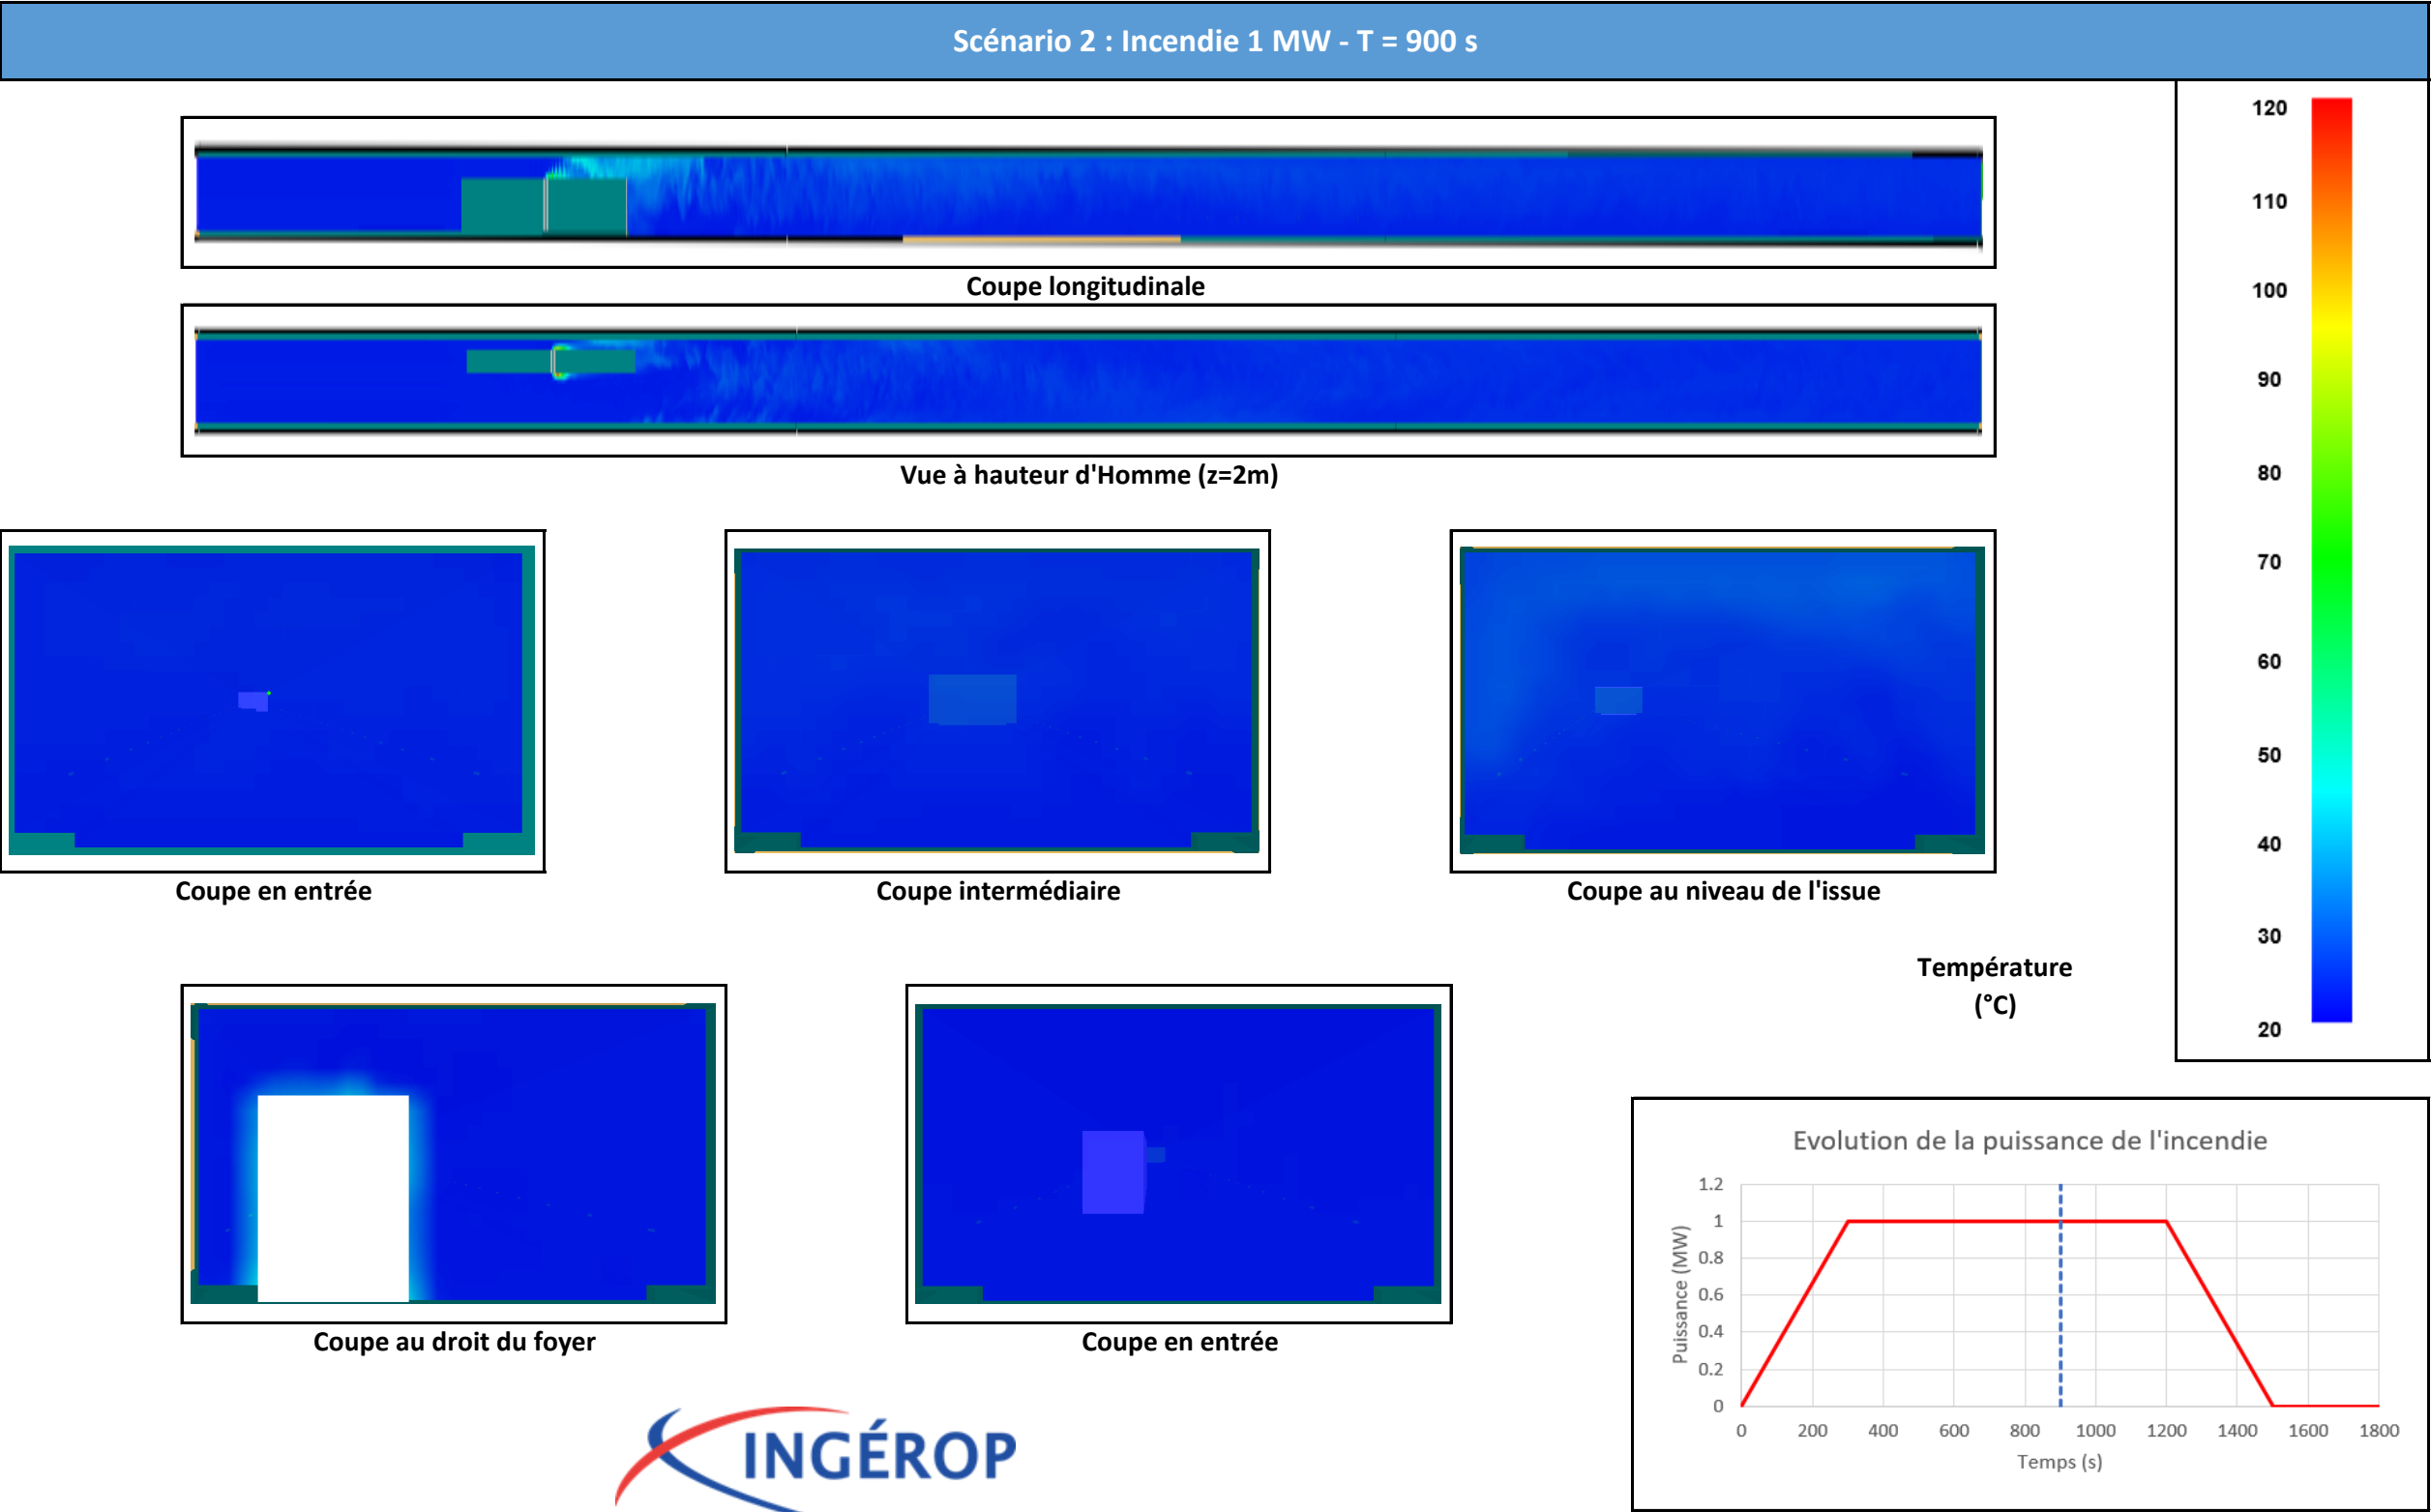 Scénario 2 : Incendie 1 MW - T = 900 s
Coupe longitudinale
Vue à hauteur d'Homme (z=2m)
Coupe en entrée
Coupe intermédiaire
Coupe au niveau de l'issue
Coupe au droit du foyer
Coupe en entrée
Température
(°C)
120
110
100
90
80
70
60
50
40
30
20
Evolution de la puissance de l'incendie
Puissance (MW)
1.2
1
0.8
0.6
0.4
0.2
0
0 200 400 600 800 1000 1200 1400 1600 1800
Temps (s)
INGÉROP